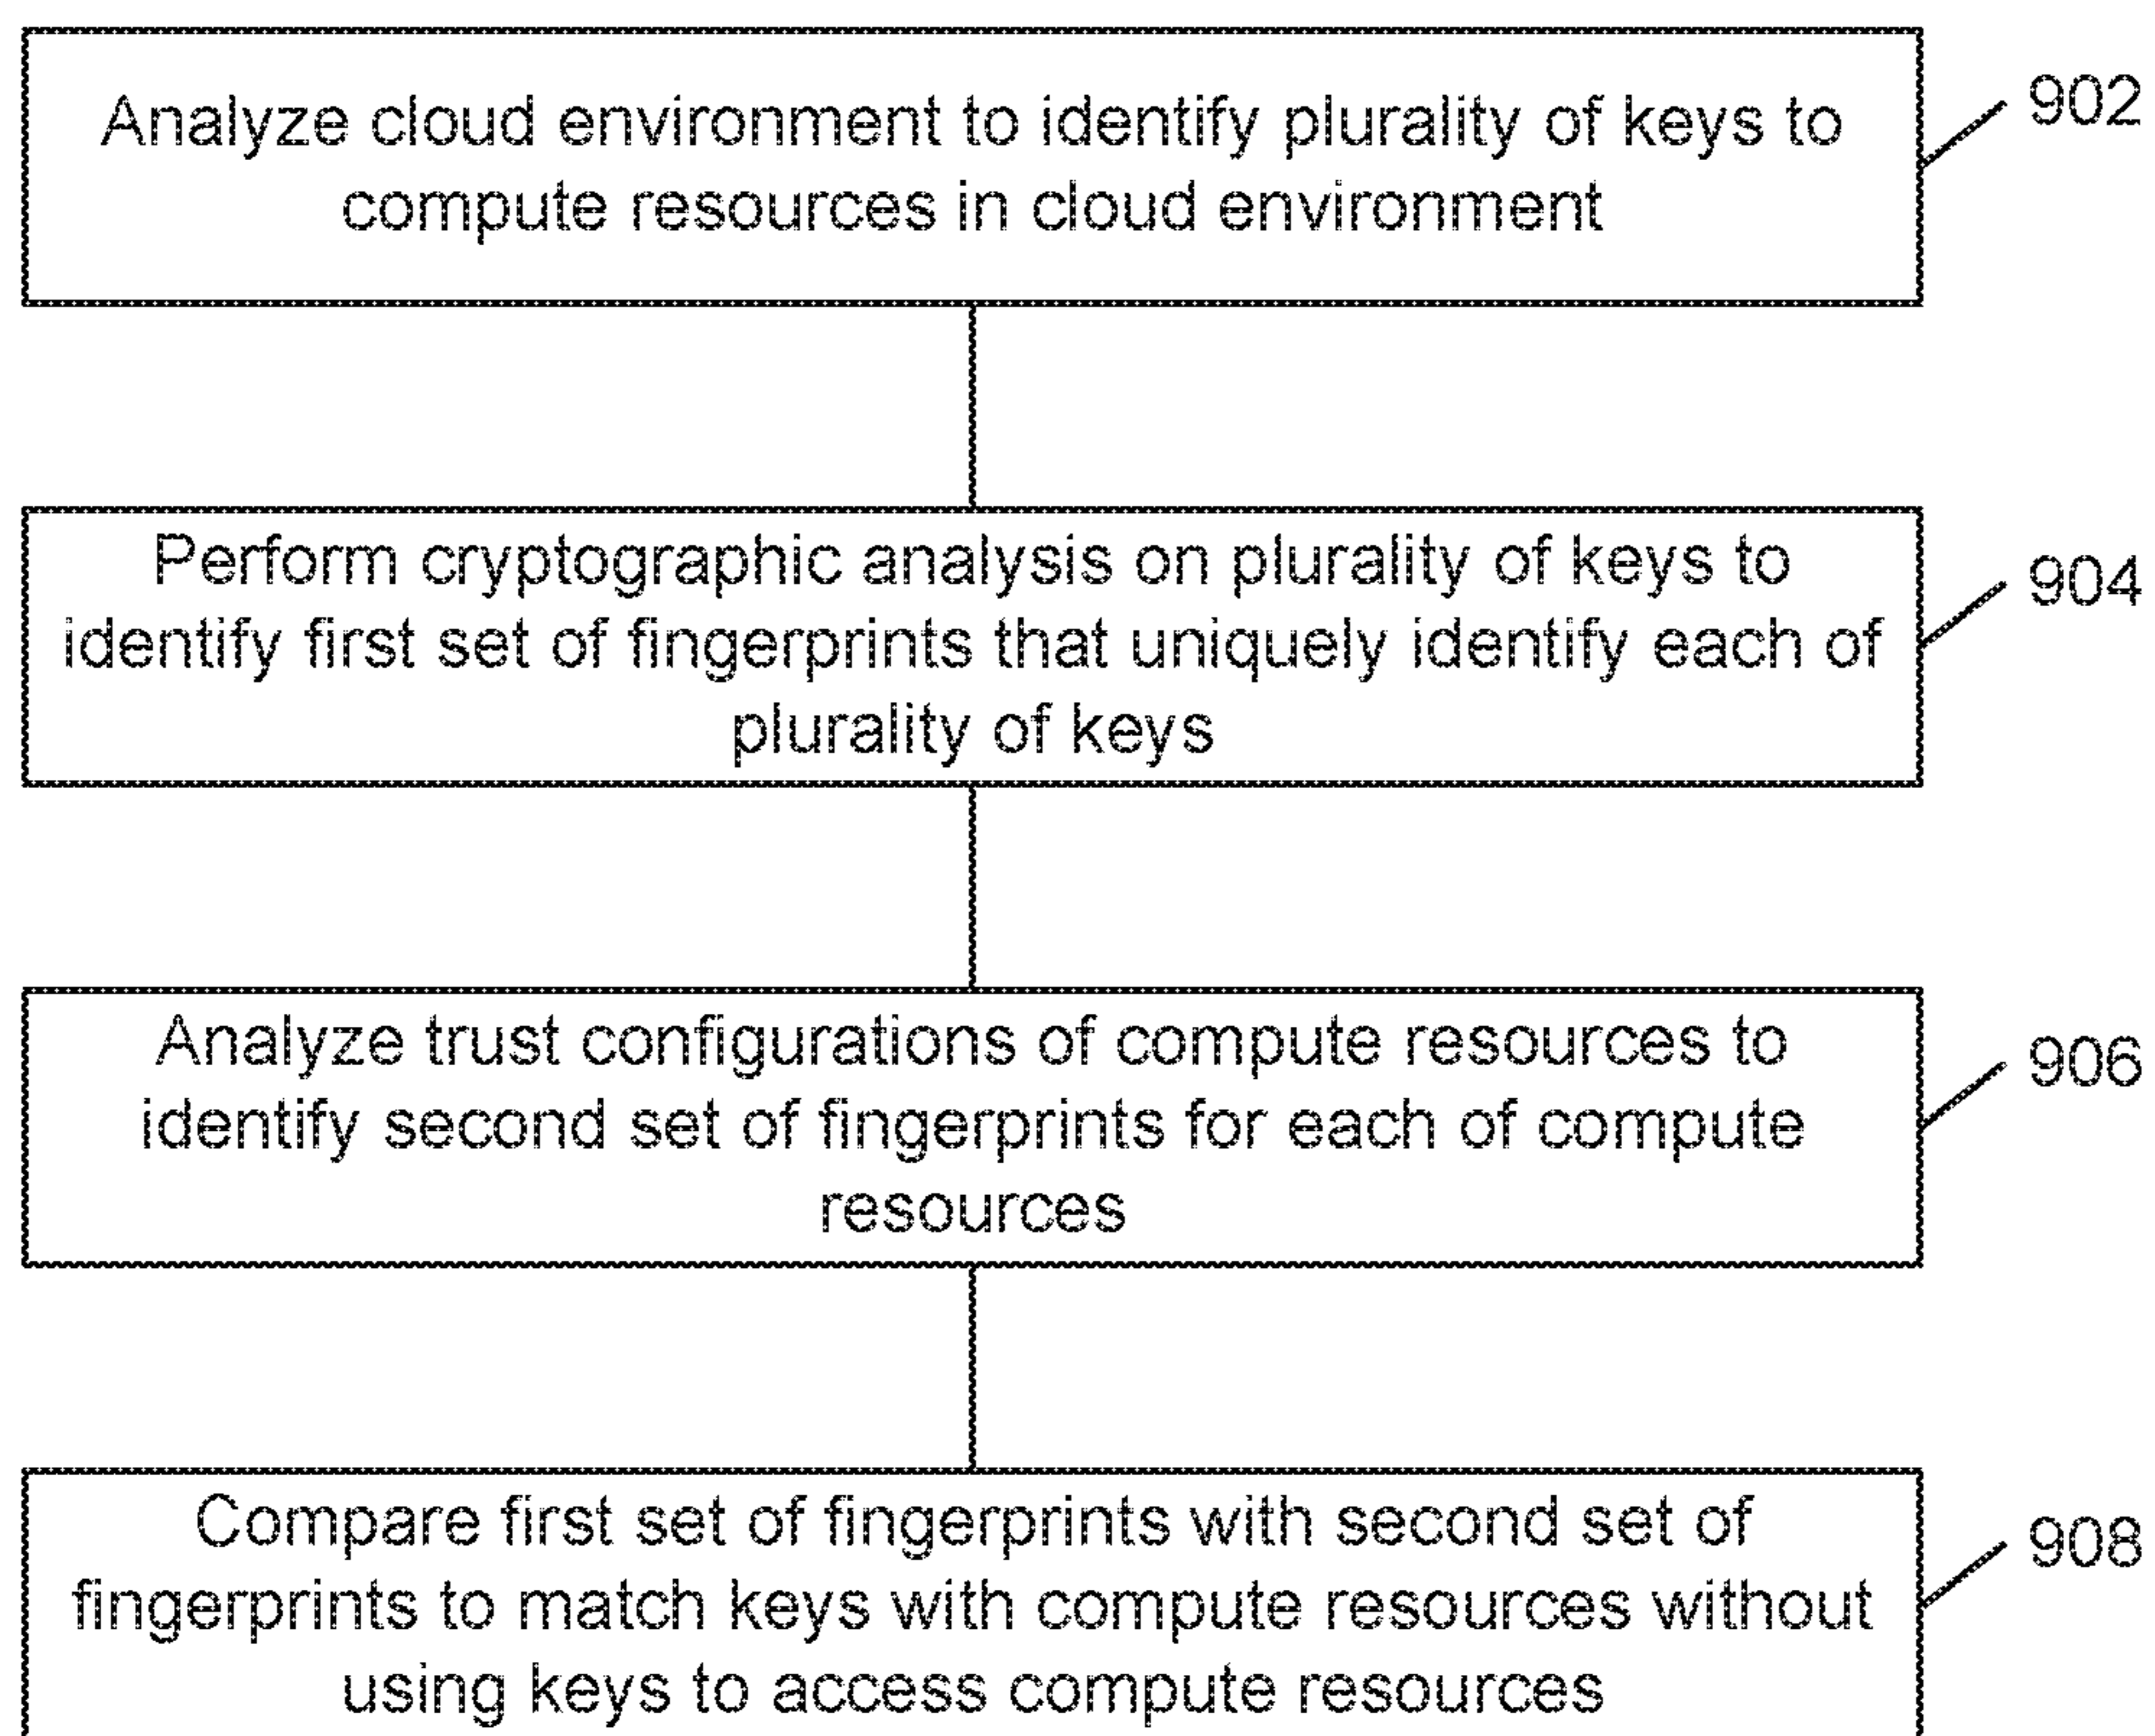 Analyze cloud environment to identify plurality of keys to
compute resources in cloud environment
902
Perform cryptographic analysis on plurality of keys to
identify first set of fingerprints that uniquely identify each of
plurality of keys
904
Analyze trust configurations of compute resources to
identify second set of fingerprints for each of compute
resources
906
Compare first set of fingerprints with second set of
fingerprints to match keys with compute resources without
using keys to access compute resources
908